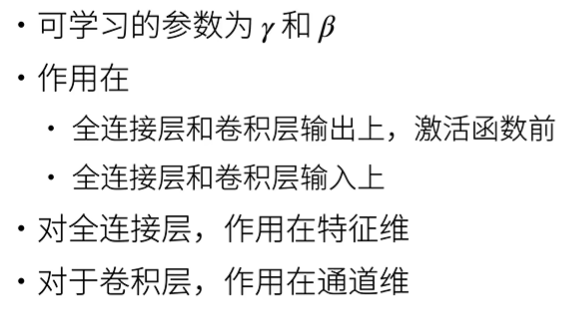 • 可学习的参数为 γ 和 β
• 作用在
• 全连接层和卷积层输出上，激活函数前
• 全连接层和卷积层输入上
• 对全连接层，作用在特征维
• 对于卷积层，作用在通道维